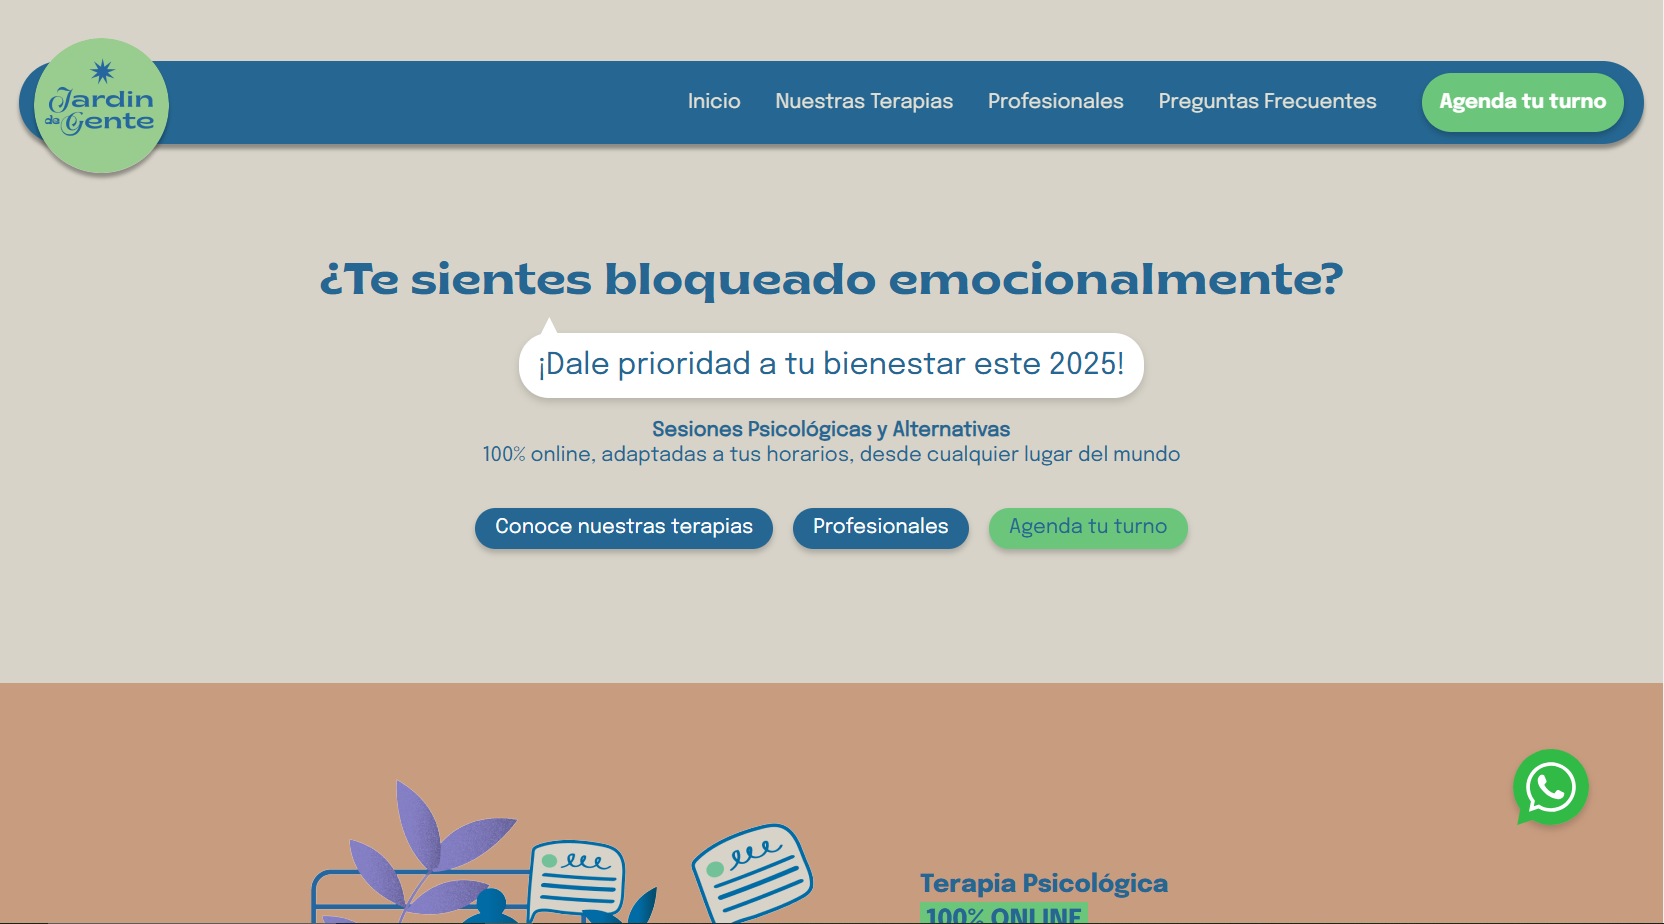 Jardin
de Gente
Inicio
Nuestras Terapias
Profesionales
Preguntas Frecuentes
Agenda tu turno
¿Te sientes bloqueado emocionalmente?
¡Dale prioridad a tu bienestar este 2025!
Sesiones Psicológicas y Alternativas
100% online, adaptadas a tus horarios, desde cualquier lugar del mundo
Conoce nuestras terapias
Profesionales
Agenda tu turno
Terapia Psicológica
100% ONLINE